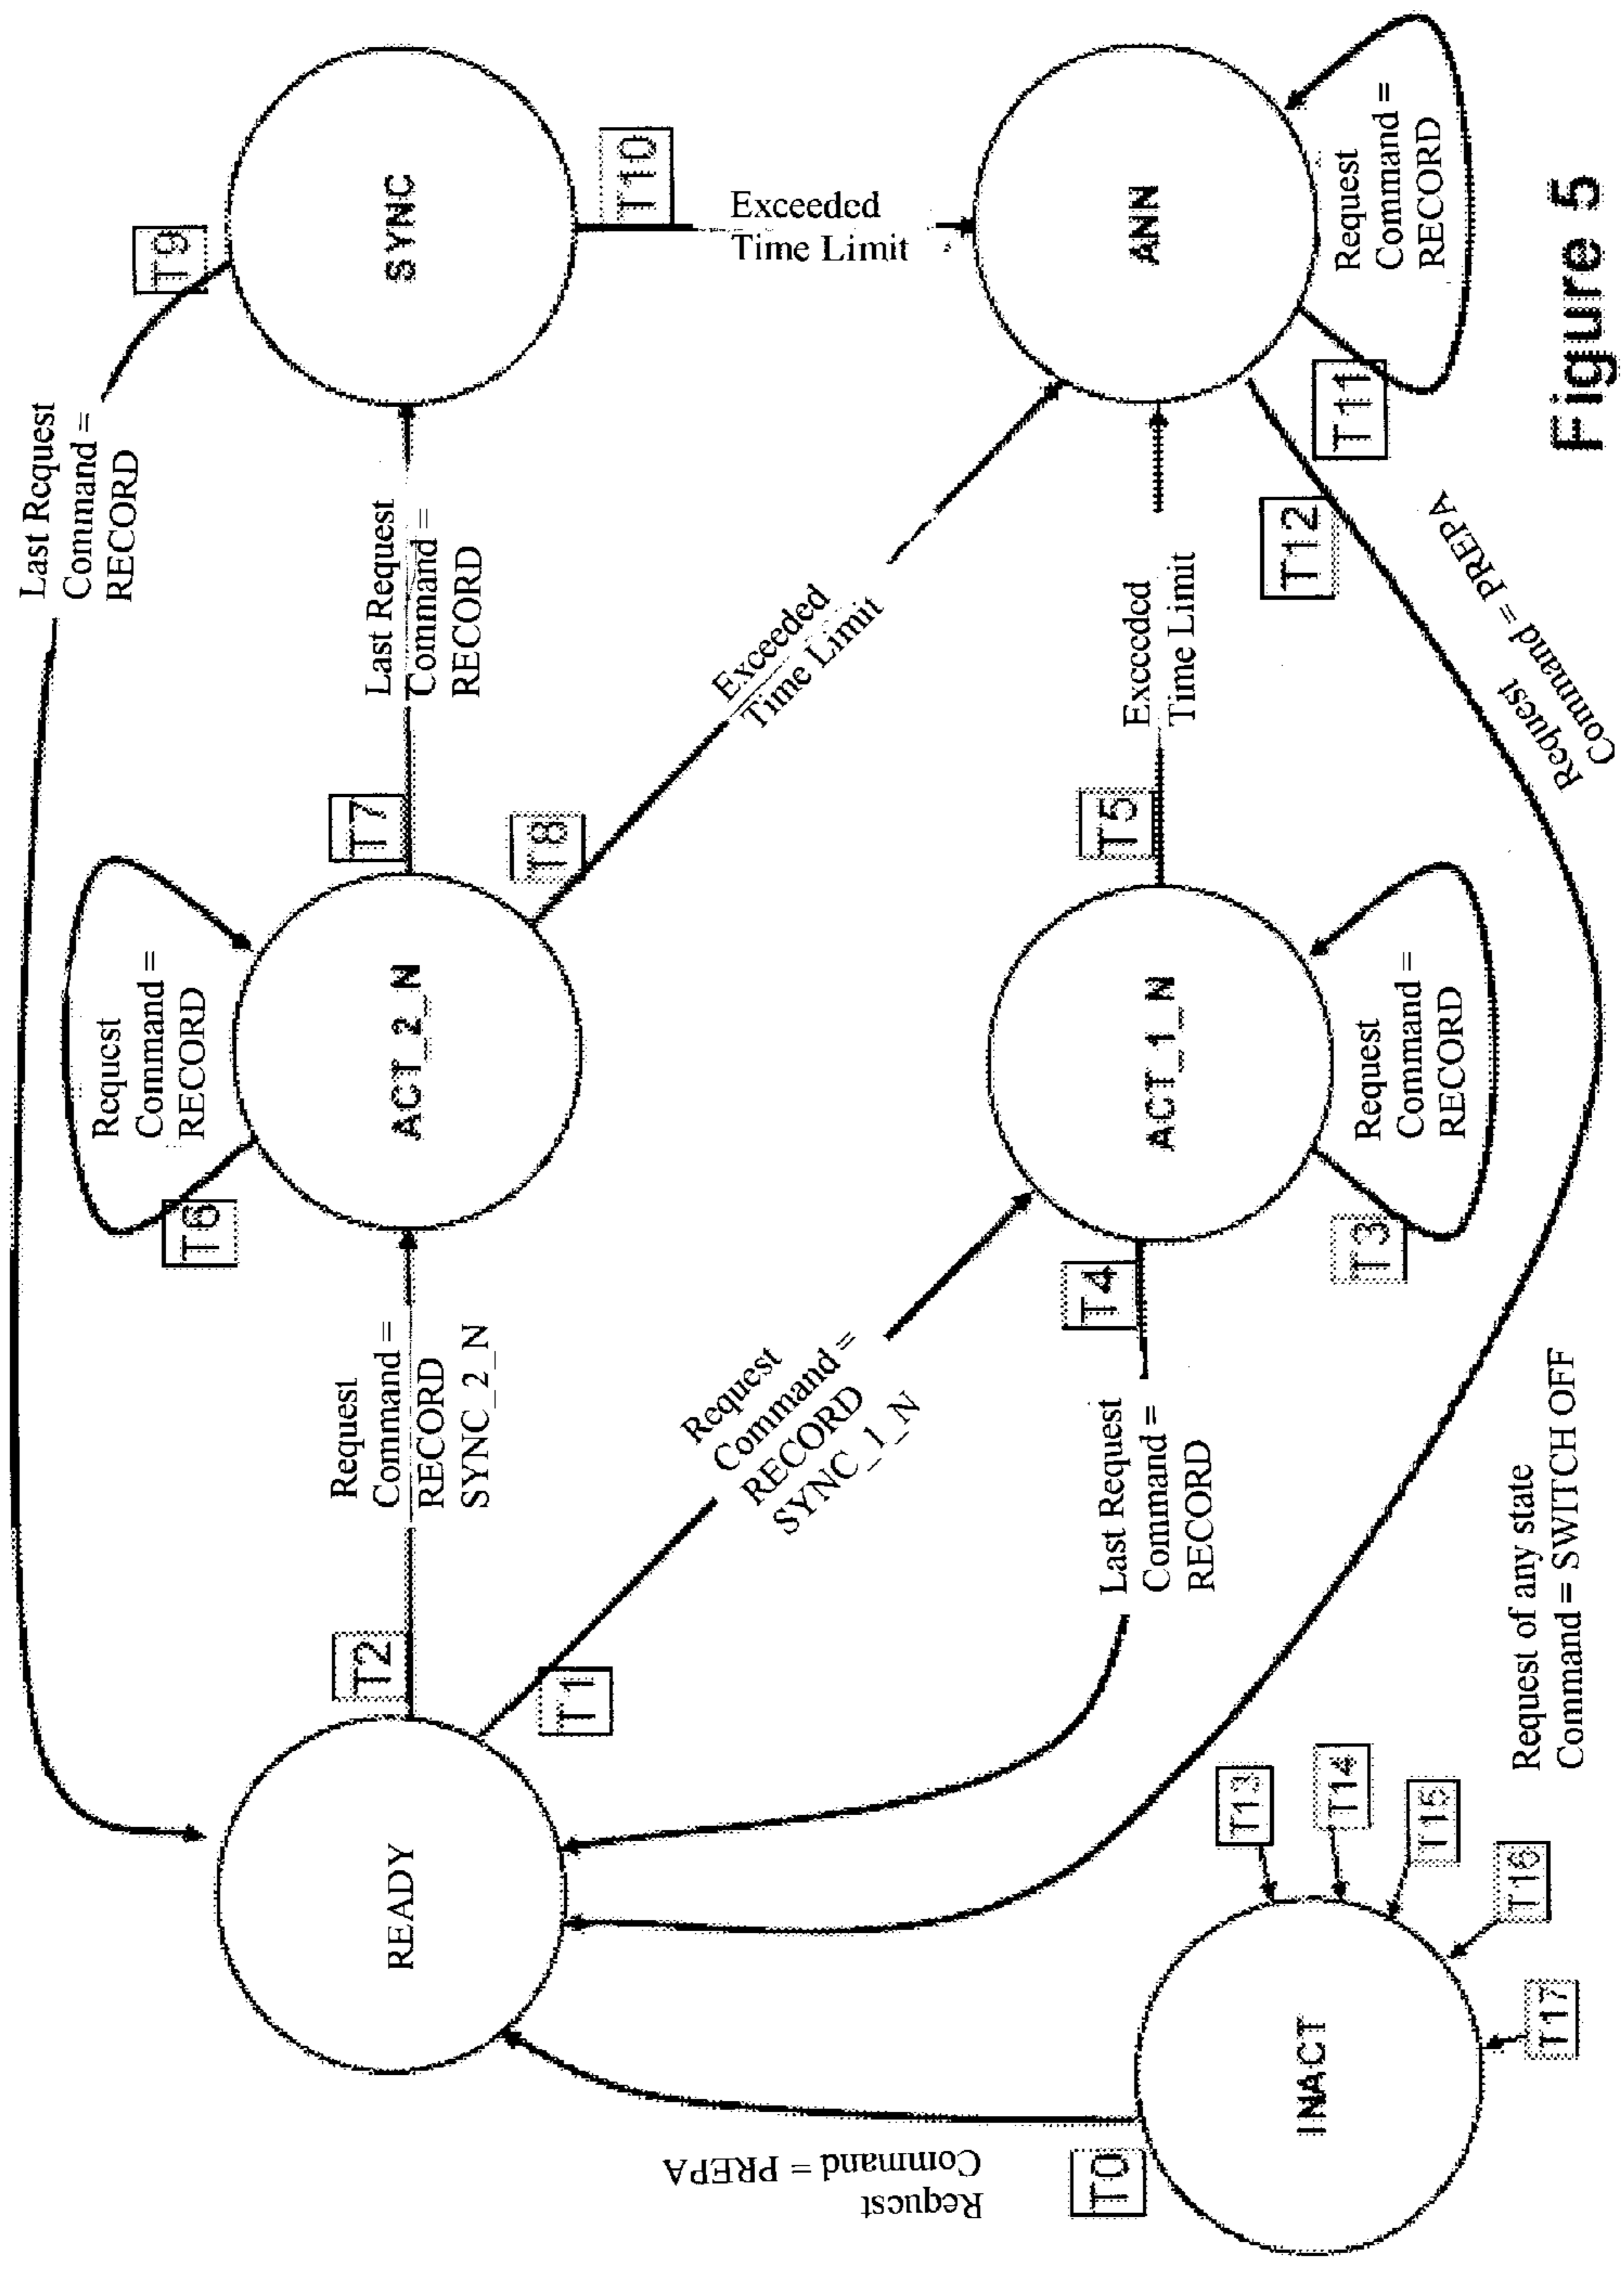 Last Request
Command =
RECORD
T9
SYNC
T10
Exceeded
Time Limit
Request
Command =
RECORD
T6
ACT_2_N
T7
Last Request
Command =
RECORD
T8
Exceeded
Time Limit
READY
T2
Request
Command =
RECORD
SYNC_2_N
T1
Request
Command =
RECORD
SYNC_1_N
T4
Last Request
Command =
RECORD
ACT_1_N
T5
Exceeded
Time Limit
T3
Request
Command =
RECORD
ANN
T11
Request
Command =
RECORD
T12
Request
Command = PREPA
T0
Request
Command = PREPA
INACT
T13
T14
T15
T16
T17
Request of any state
Command = SWITCH OFF
Figure 5